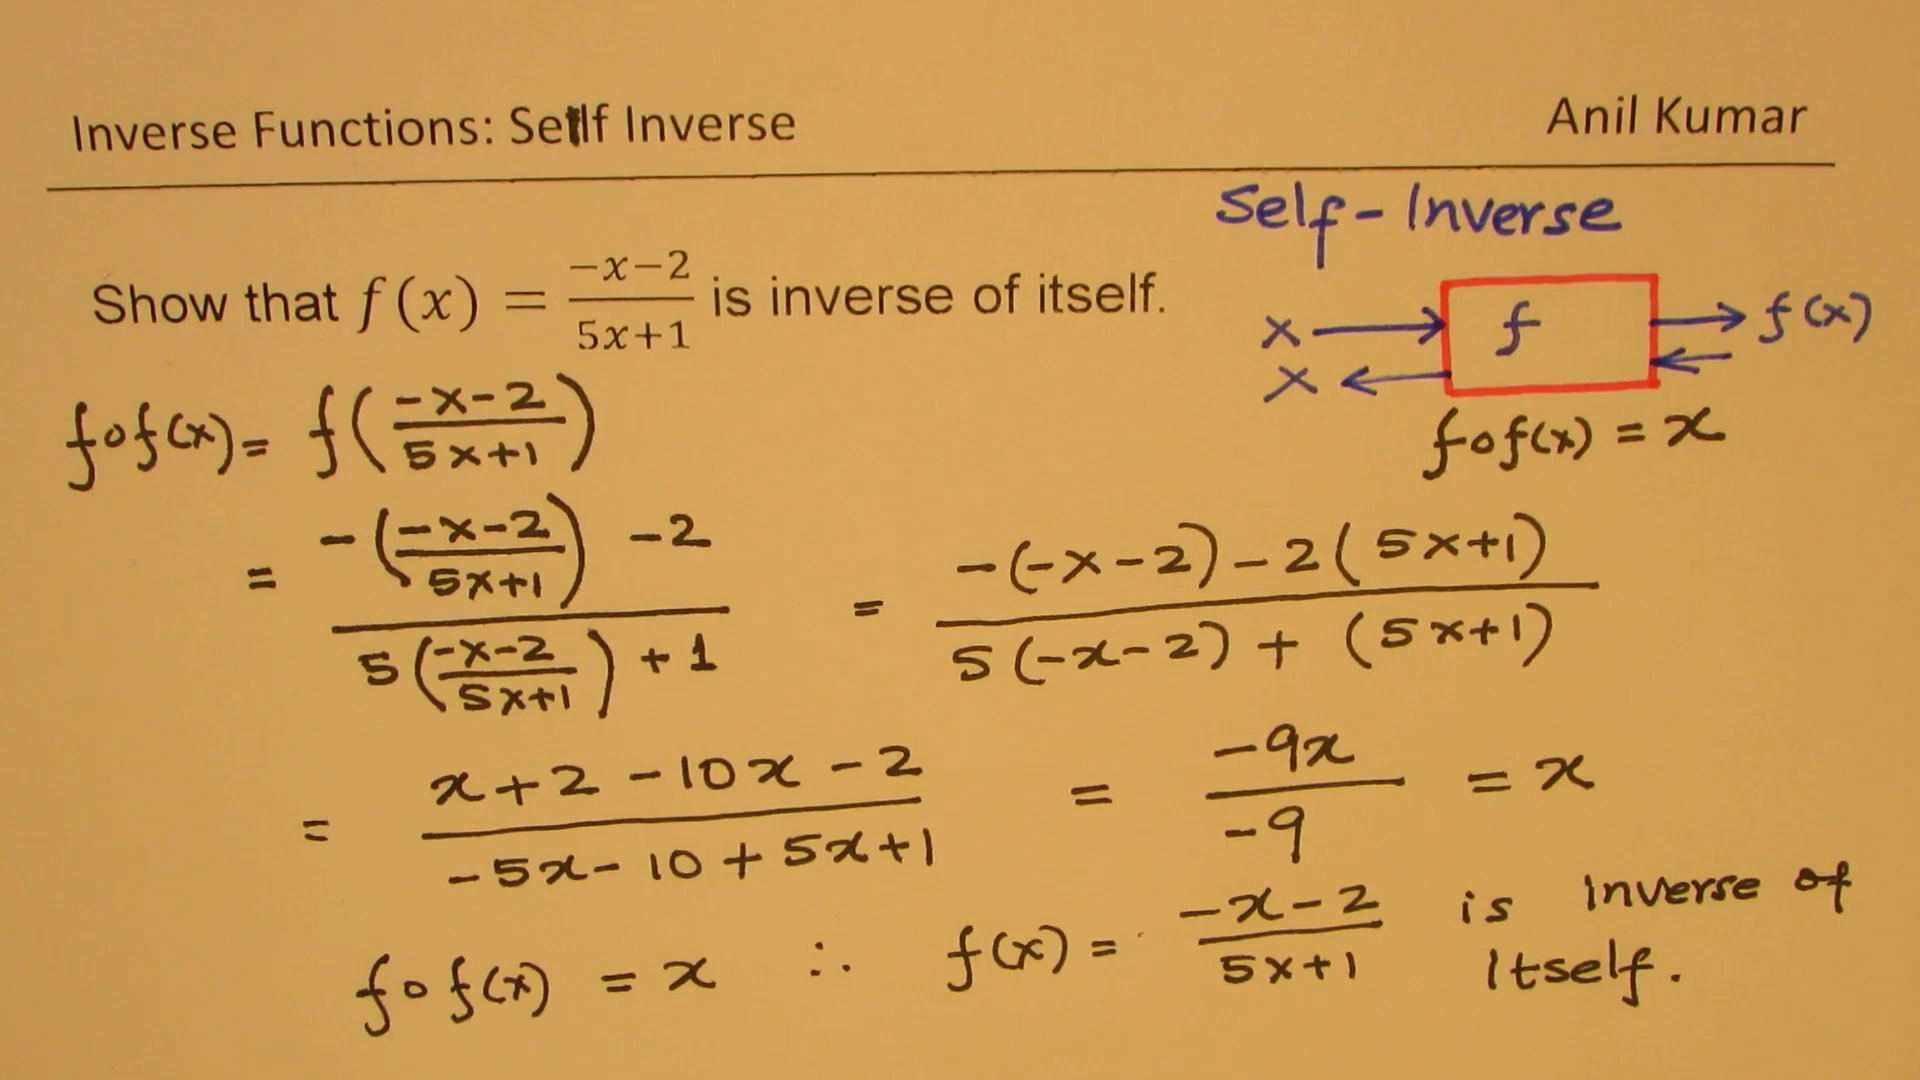 Inverse Functions: Self Inverse
Anil Kumar
Self-Inverse
Show that f(x) = (-x-2)/(5x+1) is inverse of itself.
x → f → f(x)
x ← ←
fof(x) = x
fof(x) = f((-x-2)/(5x+1))
= (-((-x-2)/(5x+1)) -2)/(5((-x-2)/(5x+1)) +1) = (-(-x-2)-2(5x+1))/(5(-x-2)+(5x+1))
= (x+2-10x-2)/(-5x-10+5x+1) = (-9x)/(-9) = x
fof(x) = x ∴ f(x) = (-x-2)/(5x+1) is Inverse of
Itself.